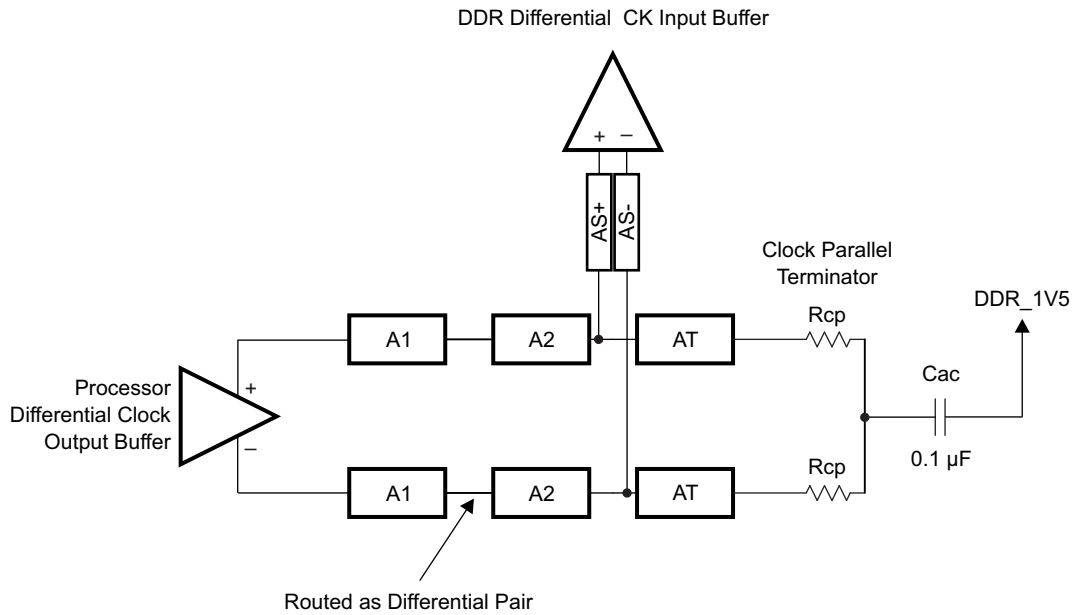 DDR Differential CK Input Buffer
+ −
AS+ AS-
Clock Parallel
Terminator
DDR_1V5
A1 A2 AT Rcp
Processor
Differential Clock
Output Buffer
+
−
Cac
0.1 µF
A1 A2 AT Rcp
Routed as Differential Pair